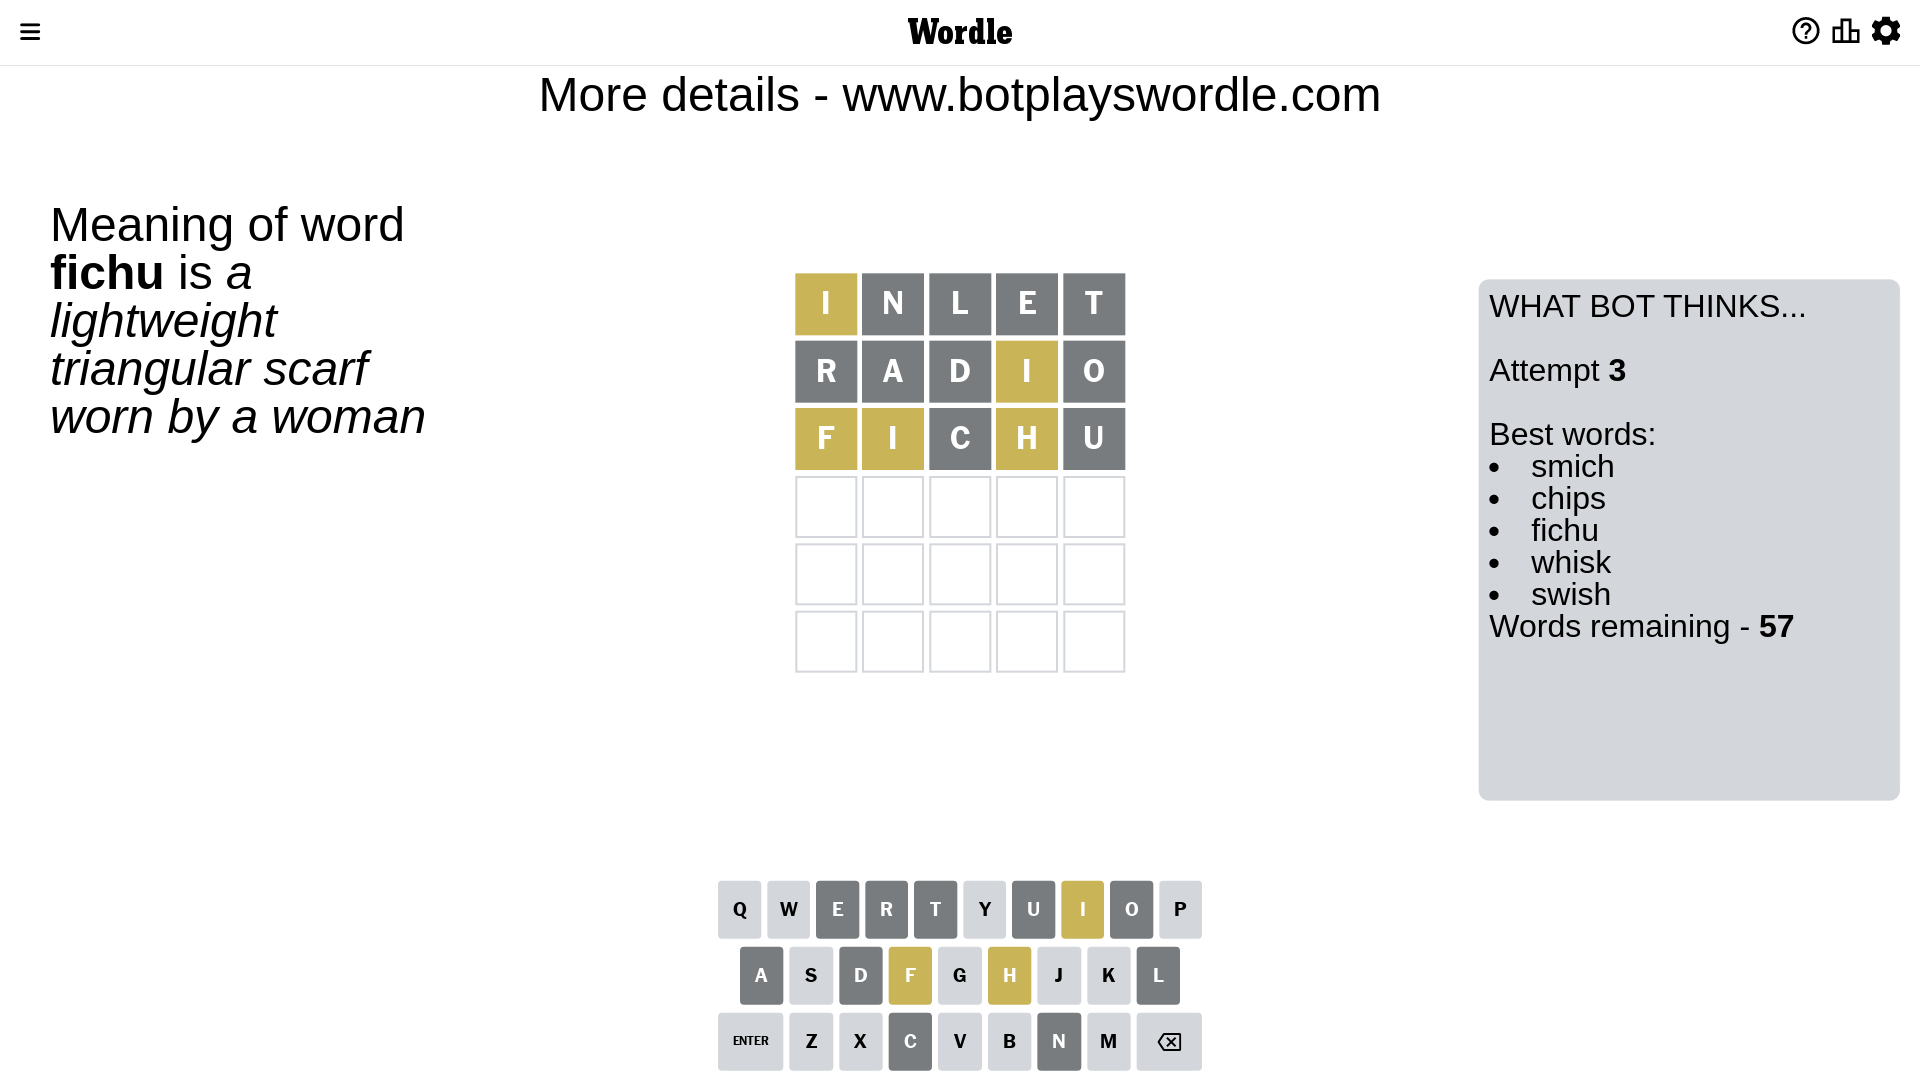 Wordle
More details - www.botplayswordle.com
Meaning of word
fichu is a
lightweight
triangular scarf
worn by a woman
I N L E T
R A D I O
F I C H U
WHAT BOT THINKS...
Attempt 3
Best words:
• smich
• chips
• fichu
• whisk
• swish
Words remaining - 57
Q W E R T Y U I O P
A S D F G H J K L
ENTER Z X C V B N M